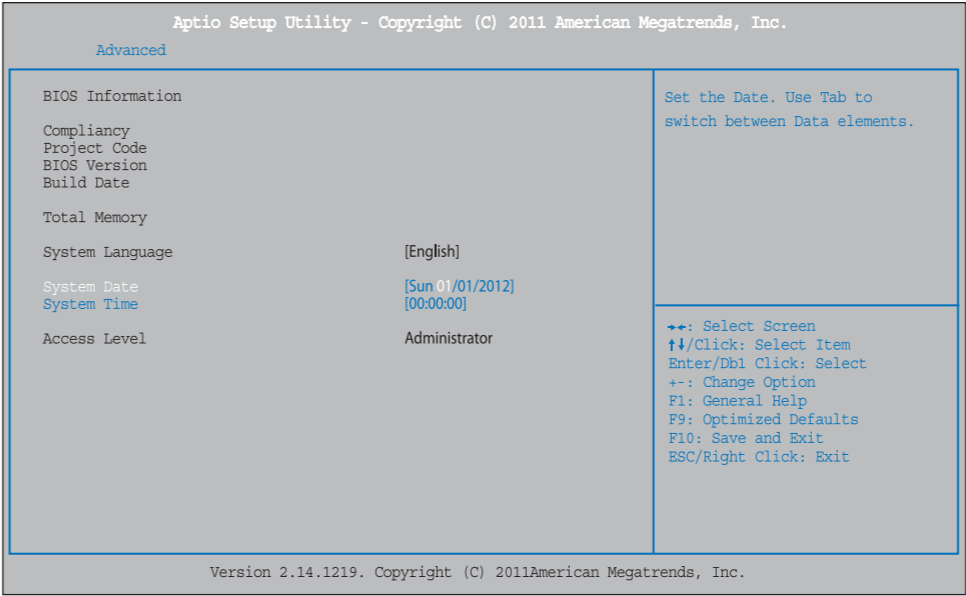 Aptio Setup Utility - Copyright (C) 2011 American Megatrends, Inc.
Advanced
BIOS Information
Compliancy
Project Code
BIOS Version
Build Date
Total Memory
System Language [English]
System Date [Sun 01/01/2012]
System Time [00:00:00]
Access Level Administrator
Set the Date. Use Tab to
switch between Data elements.
→←: Select Screen
↑↓/Click: Select Item
Enter/Db1 Click: Select
+-: Change Option
F1: General Help
F9: Optimized Defaults
F10: Save and Exit
ESC/Right Click: Exit
Version 2.14.1219. Copyright (C) 2011American Megatrends, Inc.